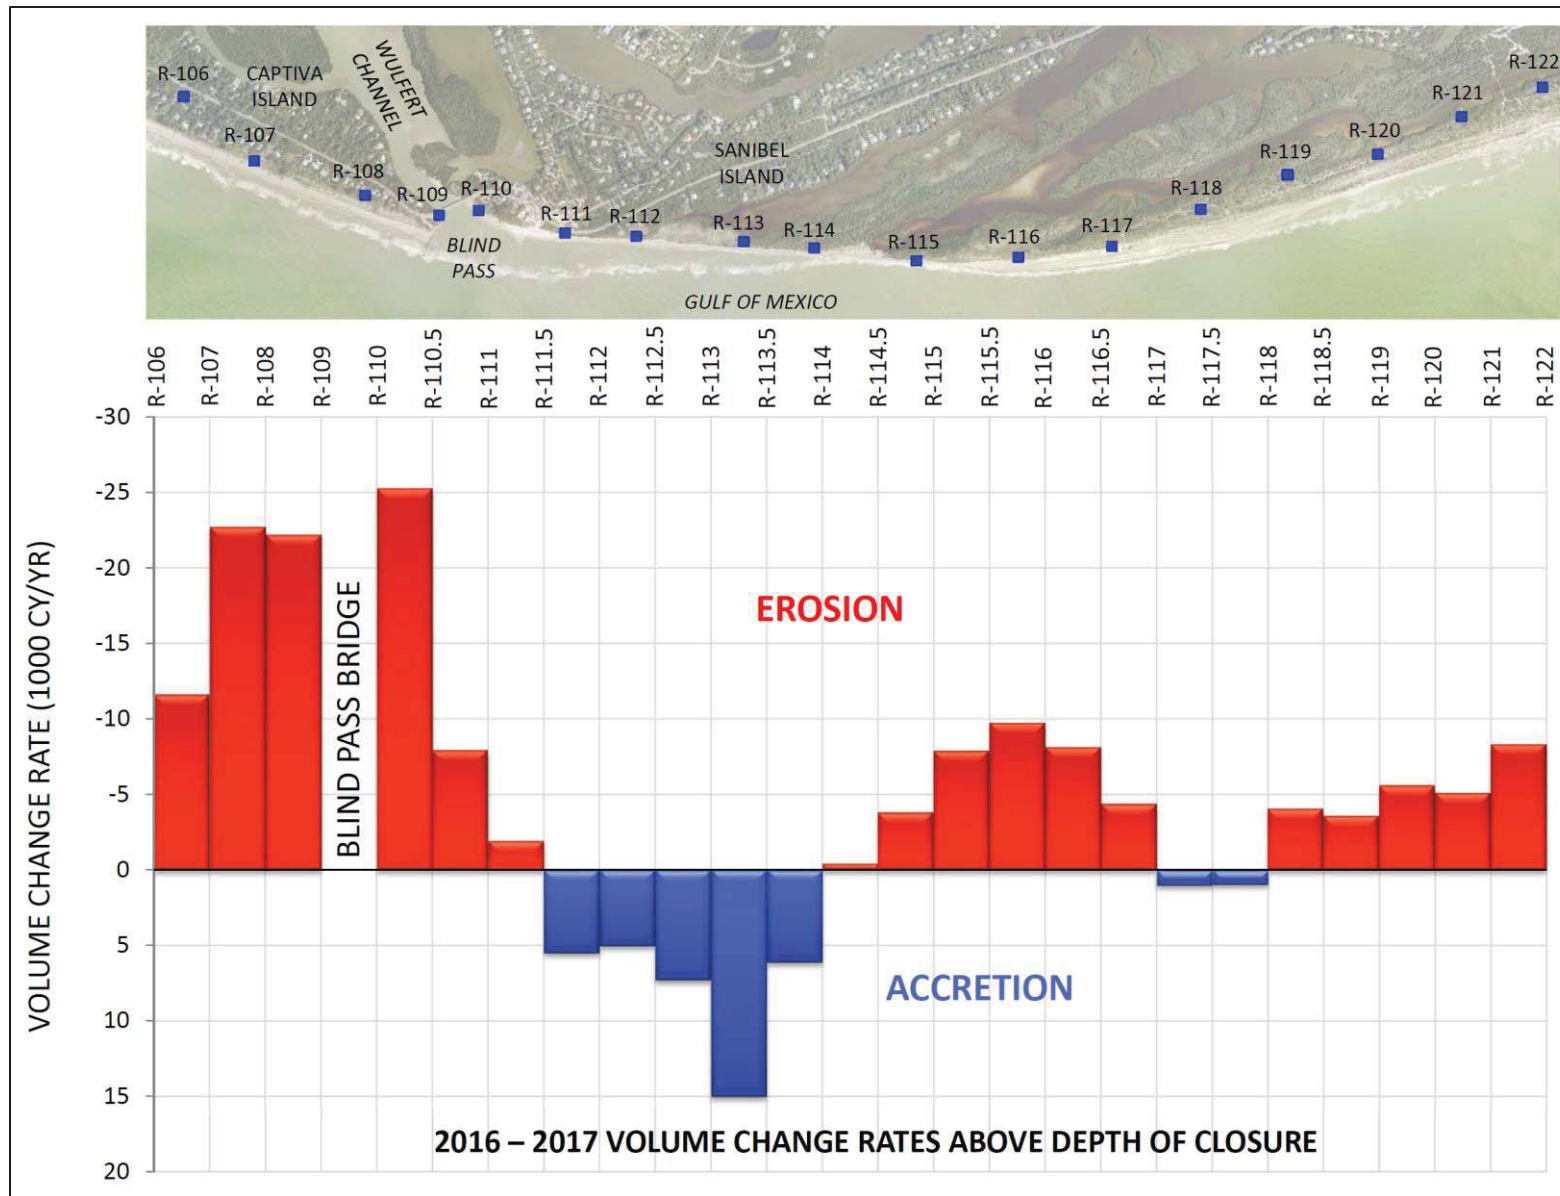 R-106
CAPTIVA
ISLAND
WULFERT
CHANNEL
R-107
R-108
R-109
R-110
BLIND
PASS
R-111
R-112
SANIBEL
ISLAND
R-113
R-114
R-115
R-116
R-117
R-118
R-119
R-120
R-121
R-122
GULF OF MEXICO
R-106
R-107
R-108
R-109
R-110
R-110.5
R-111
R-111.5
R-112
R-112.5
R-113
R-113.5
R-114
R-114.5
R-115
R-115.5
R-116
R-116.5
R-117
R-117.5
R-118
R-118.5
R-119
R-120
R-121
R-122
VOLUME CHANGE RATE (1000 CY/YR)
-30
-25
-20
-15
-10
-5
0
5
10
15
20
BLIND PASS BRIDGE
EROSION
ACCRETION
2016 – 2017 VOLUME CHANGE RATES ABOVE DEPTH OF CLOSURE